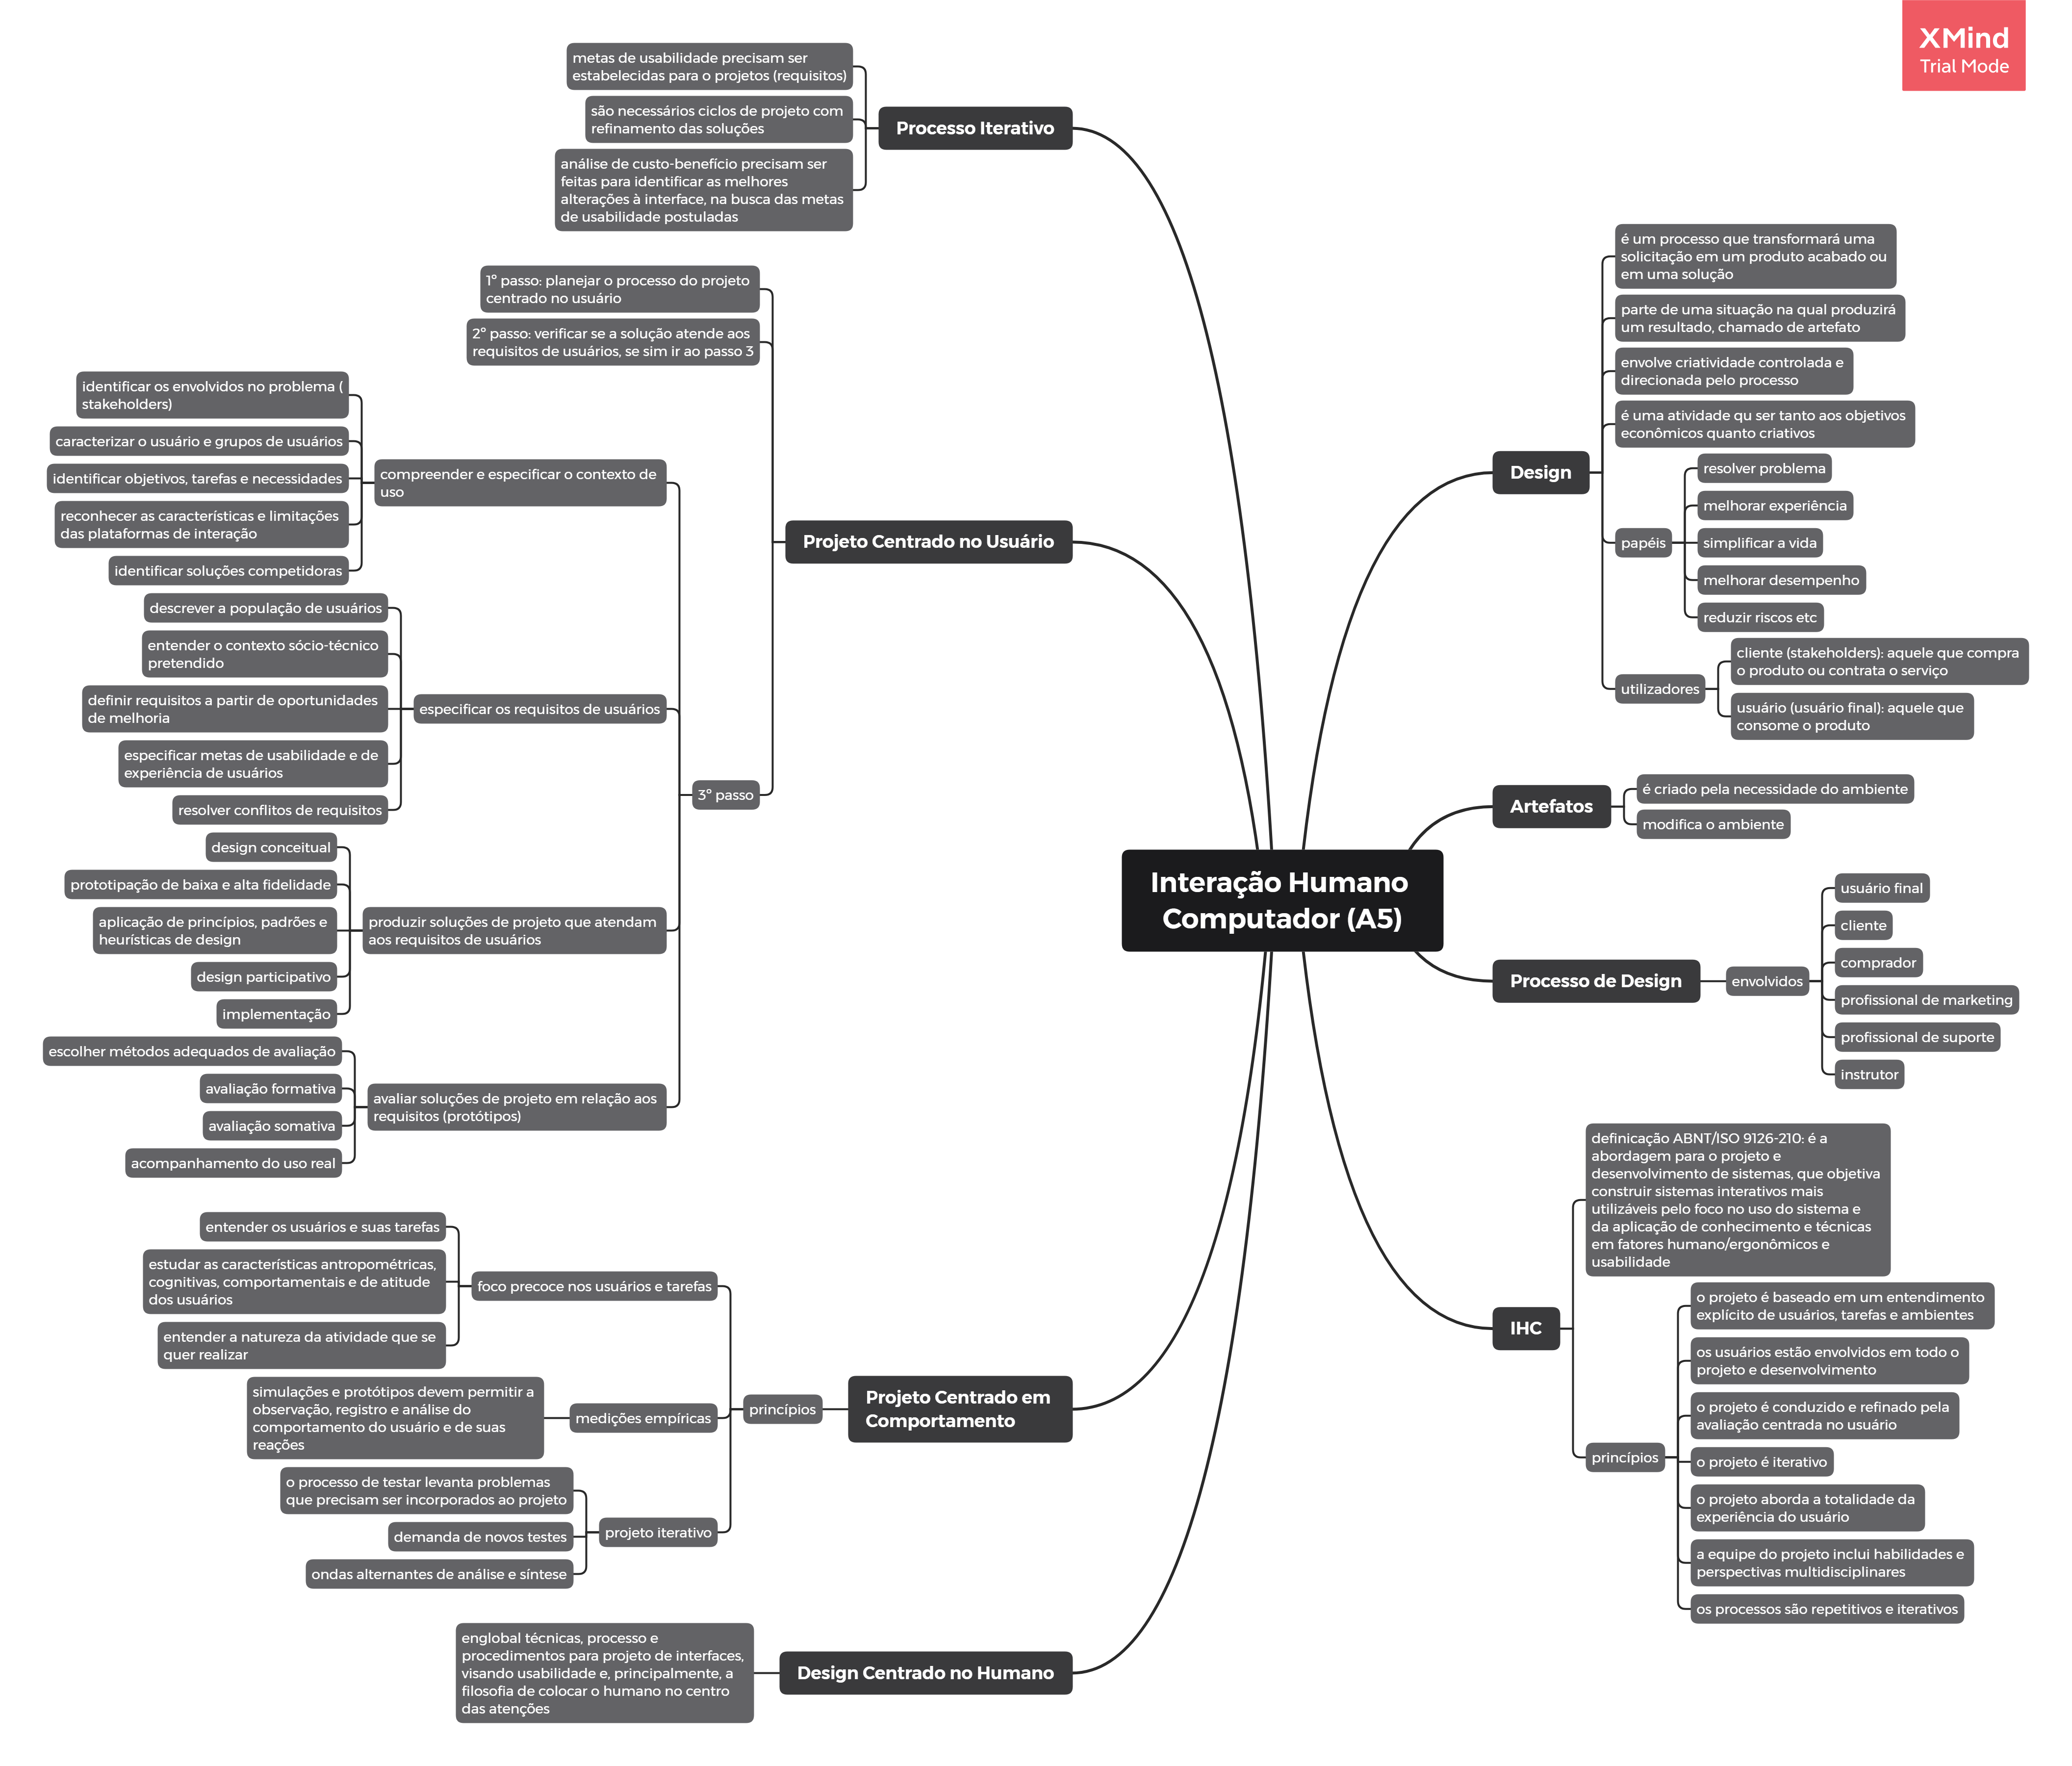 XMind
Trial Mode
Interação Humano
Computador (A5)
Design
é um processo que transformará uma
solicitação em um produto acabado ou
em uma solução
parte de uma situação na qual produzirá
um resultado, chamado de artefato
envolve criatividade controlada e
direcionada pelo processo
é uma atividade qu ser tanto aos objetivos
econômicos quanto criativos
papéis
resolver problema
melhorar experiência
simplificar a vida
melhorar desempenho
reduzir riscos etc
utilizadores
cliente (stakeholders): aquele que compra
o produto ou contrata o serviço
usuário (usuário final): aquele que
consome o produto
Artefatos
é criado pela necessidade do ambiente
modifica o ambiente
Processo de Design
envolvidos
usuário final
cliente
comprador
profissional de marketing
profissional de suporte
instrutor
IHC
definicação ABNT/ISO 9126-210: é a
abordagem para o projeto e
desenvolvimento de sistemas, que objetiva
construir sistemas interativos mais
utilizáveis pelo foco no uso do sistema e
da aplicação de conhecimento e técnicas
em fatores humano/ergonômicos e
usabilidade
princípios
o projeto é baseado em um entendimento
explícito de usuários, tarefas e ambientes
os usuários estão envolvidos em todo o
projeto e desenvolvimento
o projeto é conduzido e refinado pela
avaliação centrada no usuário
o projeto é iterativo
o projeto aborda a totalidade da
experiência do usuário
a equipe do projeto inclui habilidades e
perspectivas multidisciplinares
os processos são repetitivos e iterativos
Processo Iterativo
metas de usabilidade precisam ser
estabelecidas para o projetos (requisitos)
são necessários ciclos de projeto com
refinamento das soluções
análise de custo-benefício precisam ser
feitas para identificar as melhores
alterações à interface, na busca das metas
de usabilidade postuladas
Projeto Centrado no Usuário
1º passo: planejar o processo do projeto
centrado no usuário
2º passo: verificar se a solução atende aos
requisitos de usuários, se sim ir ao passo 3
3º passo
compreender e especificar o contexto de
uso
identificar os envolvidos no problema (
stakeholders)
caracterizar o usuário e grupos de usuários
identificar objetivos, tarefas e necessidades
reconhecer as características e limitações
das plataformas de interação
identificar soluções competidoras
especificar os requisitos de usuários
descrever a população de usuários
entender o contexto sócio-técnico
pretendido
definir requisitos a partir de oportunidades
de melhoria
especificar metas de usabilidade e de
experiência de usuários
resolver conflitos de requisitos
produzir soluções de projeto que atendam
aos requisitos de usuários
design conceitual
prototipação de baixa e alta fidelidade
aplicação de princípios, padrões e
heurísticas de design
design participativo
implementação
avaliar soluções de projeto em relação aos
requisitos (protótipos)
escolher métodos adequados de avaliação
avaliação formativa
avaliação somativa
acompanhamento do uso real
Projeto Centrado em
Comportamento
princípios
foco precoce nos usuários e tarefas
entender os usuários e suas tarefas
estudar as características antropométricas,
cognitivas, comportamentais e de atitude
dos usuários
entender a natureza da atividade que se
quer realizar
medições empíricas
simulações e protótipos devem permitir a
observação, registro e análise do
comportamento do usuário e de suas
reações
projeto iterativo
o processo de testar levanta problemas
que precisam ser incorporados ao projeto
demanda de novos testes
ondas alternantes de análise e síntese
Design Centrado no Humano
englobal técnicas, processo e
procedimentos para projeto de interfaces,
visando usabilidade e, principalmente, a
filosofia de colocar o humano no centro
das atenções